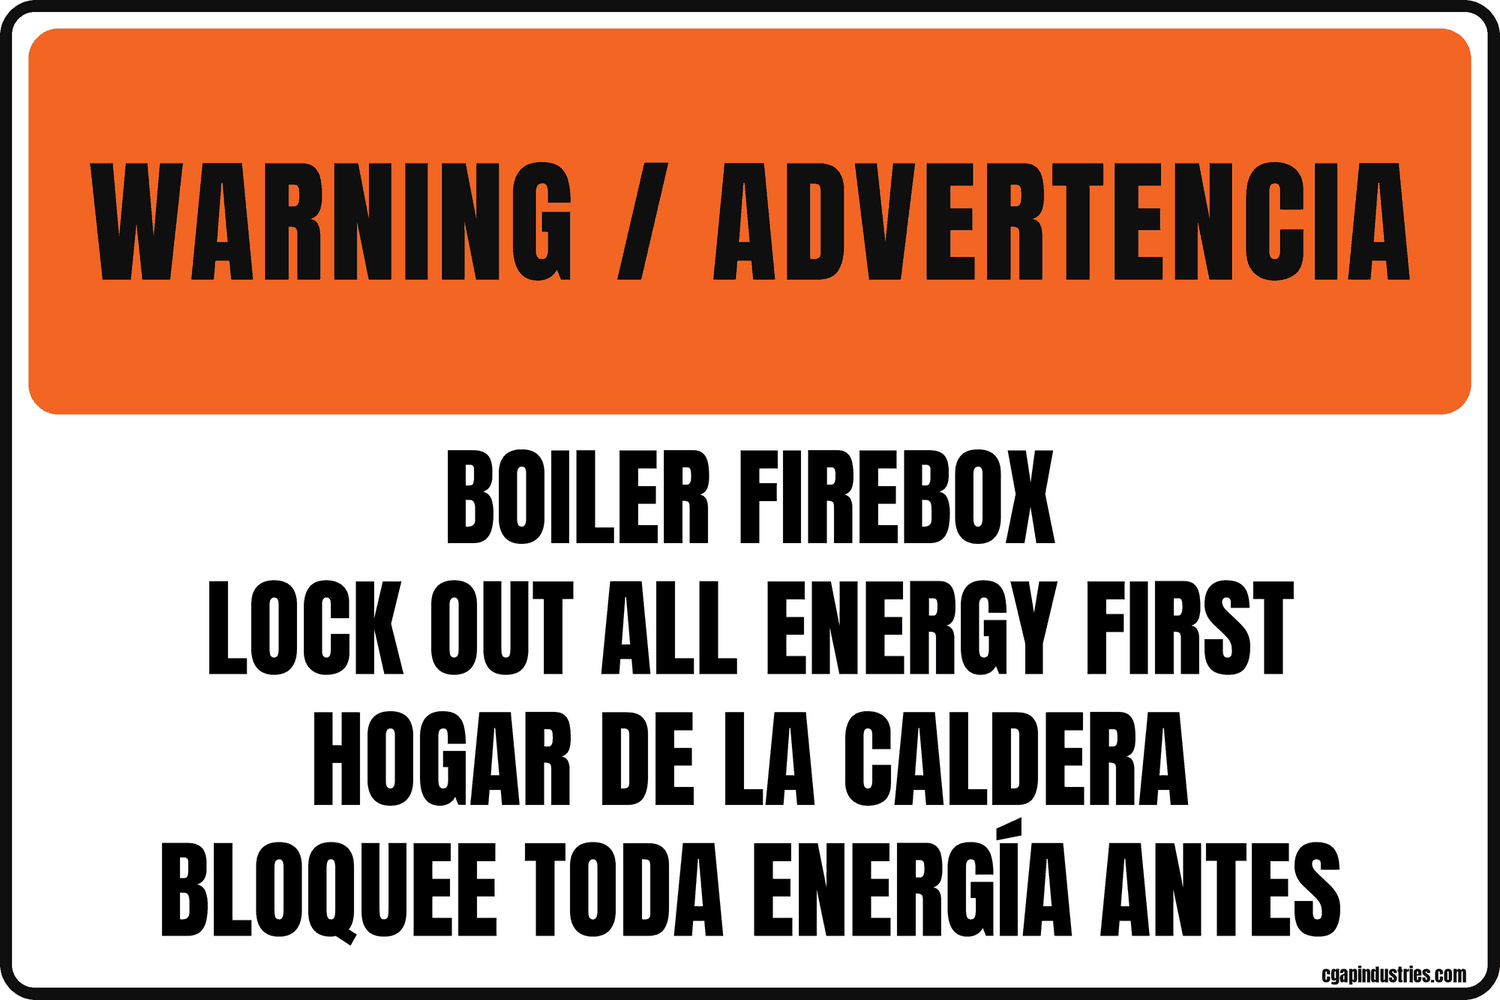 WARNING / ADVERTENCIA
BOILER FIREBOX
LOCK OUT ALL ENERGY FIRST
HOGAR DE LA CALDERA
BLOQUEE TODA ENERGÍA ANTES
cgapindustries.com